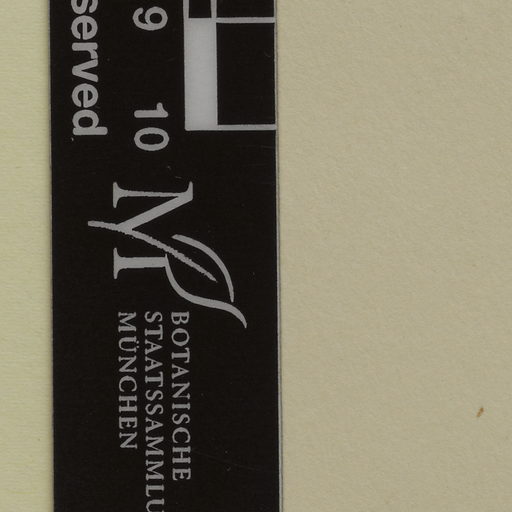 served
9 10
BOTANISCHE
STAATSSAMMLU
MÜNCHEN